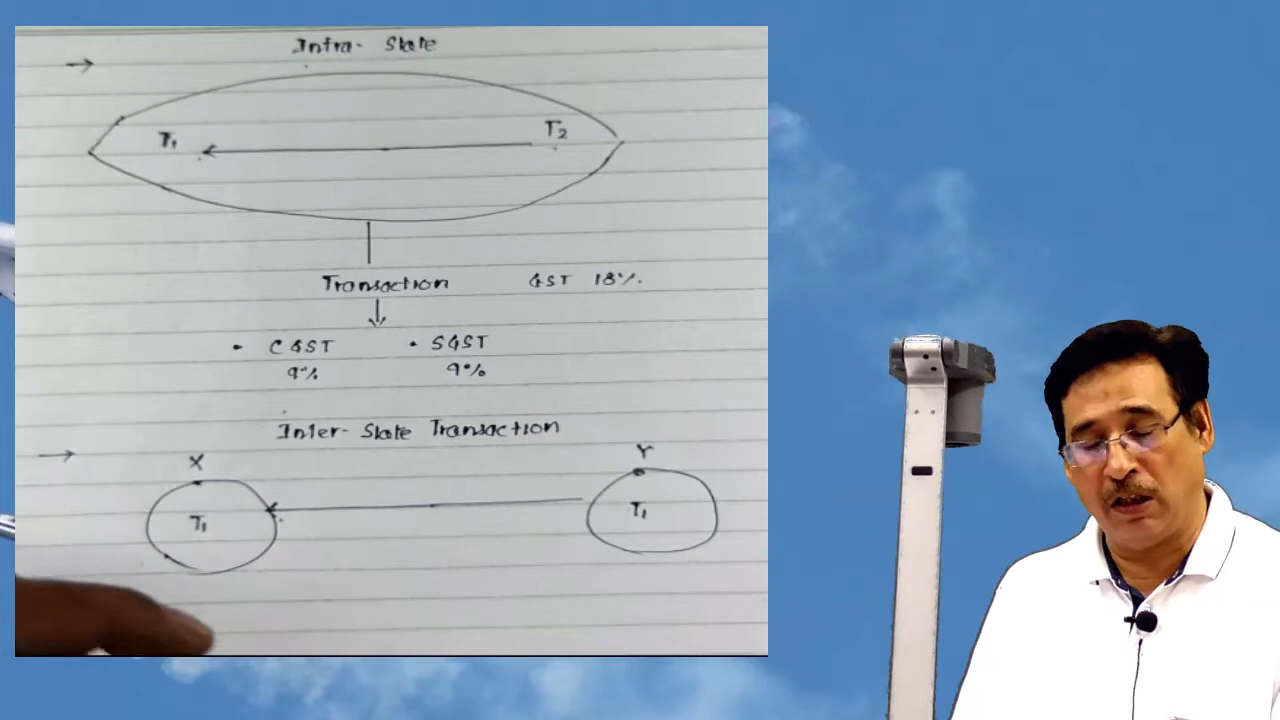 Intra- State
T₁ T₂
Transaction GST 18%
• CGST • SGST
9% 9%
Inter- State Transaction
X Y
T₁ T₁